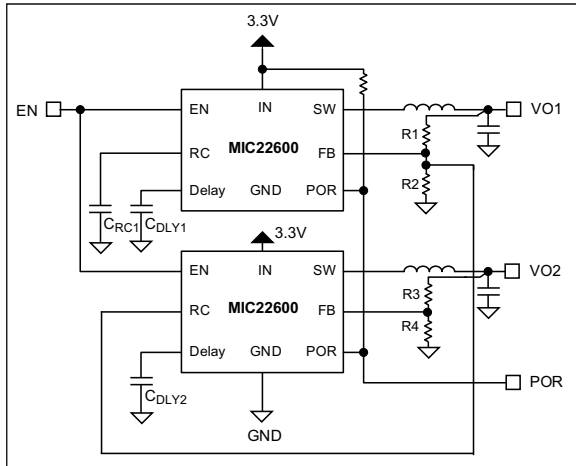 3.3V
EN
EN IN SW
VO1
R1
RC MIC22600 FB
R2
Delay GND POR
CRC1 CDLY1
3.3V
EN IN SW
VO2
R3
RC MIC22600 FB
R4
Delay GND POR
CDLY2
POR
GND